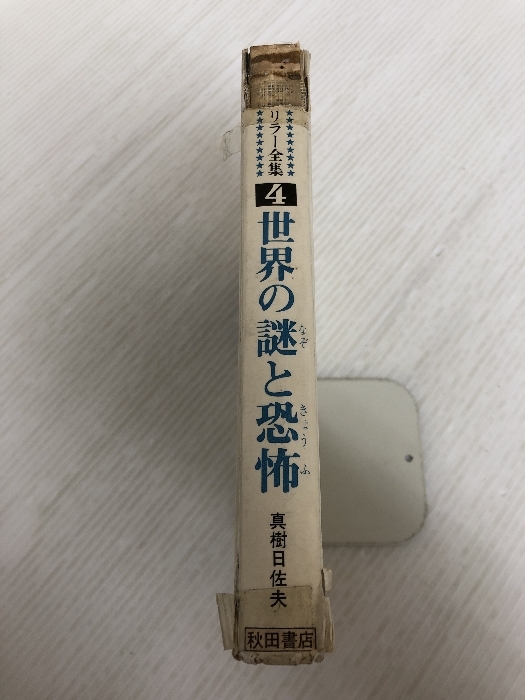 リラー全集
4
世界の謎と恐怖
なぞ
きょうふ
真樹日佐夫
秋田書店